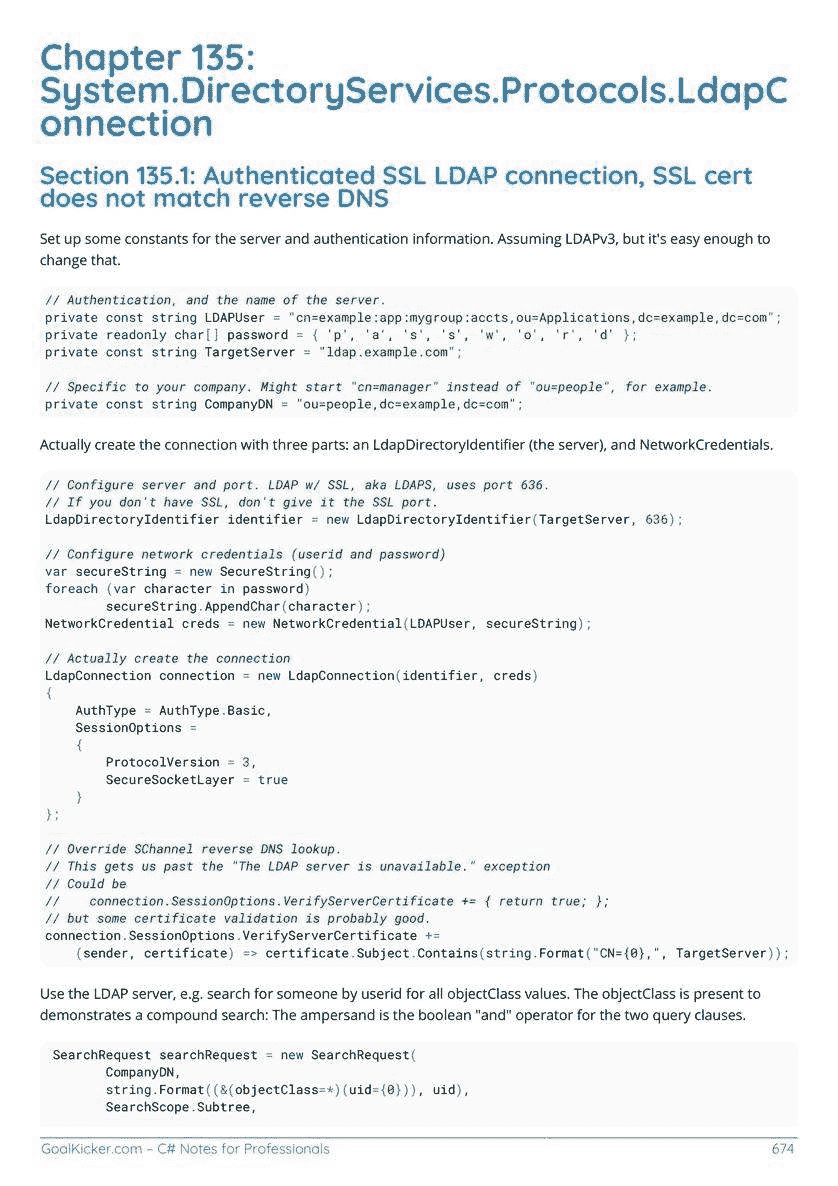 Chapter 135:
System.DirectoryServices.Protocols.LdapC
onnection
Section 135.1: Authenticated SSL LDAP connection, SSL cert
does not match reverse DNS
Set up some constants for the server and authentication information. Assuming LDAPv3, but it's easy enough to
change that.
// Authentication, and the name of the server.
private const string LDAPUser = "cn=example:app:mygroup:accts,ou=Applications,dc=example,dc=com";
private readonly char[] password = { 'p', 'a', 's', 's', 'w', 'o', 'r', 'd' };
private const string TargetServer = "ldap.example.com";
// Specific to your company. Might start "cn=manager" instead of "ou=people", for example.
private const string CompanyDN = "ou=people,dc=example,dc=com";
Actually create the connection with three parts: an LdapDirectoryIdentifier (the server), and NetworkCredentials.
// Configure server and port. LDAP w/ SSL, aka LDAPS, uses port 636.
// If you don't have SSL, don't give it the SSL port.
LdapDirectoryIdentifier identifier = new LdapDirectoryIdentifier(TargetServer, 636);
// Configure network credentials (userid and password)
var secureString = new SecureString();
foreach (var character in password)
        secureString.AppendChar(character);
NetworkCredential creds = new NetworkCredential(LDAPUser, secureString);
// Actually create the connection
LdapConnection connection = new LdapConnection(identifier, creds)
{
    AuthType = AuthType.Basic,
    SessionOptions =
    {
        ProtocolVersion = 3,
        SecureSocketLayer = true
    }
};
// Override SChannel reverse DNS lookup.
// This gets us past the "The LDAP server is unavailable." exception
// Could be
//    connection.SessionOptions.VerifyServerCertificate += { return true; };
// but some certificate validation is probably good.
connection.SessionOptions.VerifyServerCertificate +=
    (sender, certificate) => certificate.Subject.Contains(string.Format("CN={0},", TargetServer));
Use the LDAP server, e.g. search for someone by userid for all objectClass values. The objectClass is present to
demonstrates a compound search: The ampersand is the boolean "and" operator for the two query clauses.
SearchRequest searchRequest = new SearchRequest(
        CompanyDN,
        string.Format((&(objectClass=*)(uid={0})), uid),
        SearchScope.Subtree,
GoalKicker.com – C# Notes for Professionals
674